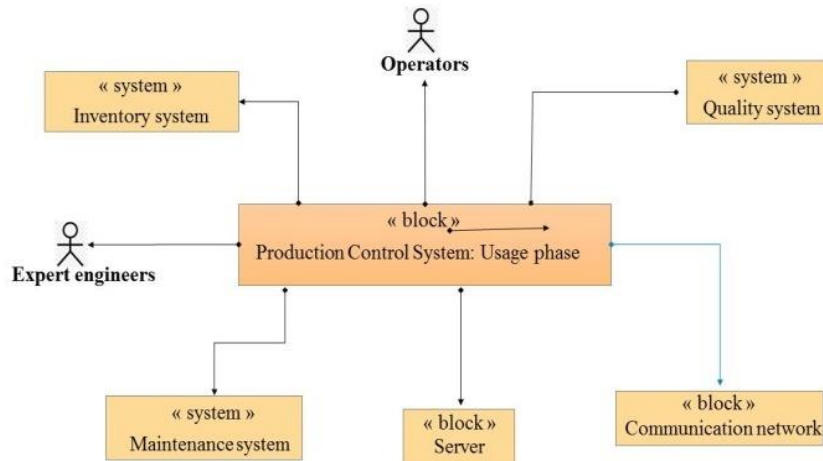 Operators
« system »
Inventory system
« system »
Quality system
« block »
Production Control System: Usage phase
Expert engineers
« system »
Maintenance system
« block »
Server
« block »
Communication network